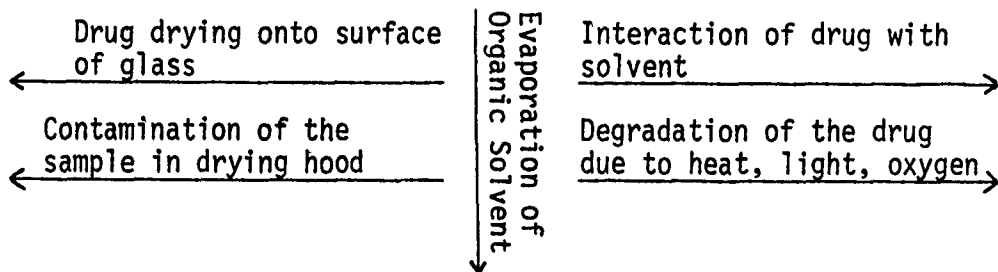 Drug drying onto surface
of glass
Contamination of the
sample in drying hood
Evaporation of
Organic Solvent
Interaction of drug with
solvent
Degradation of the drug
due to heat, light, oxygen